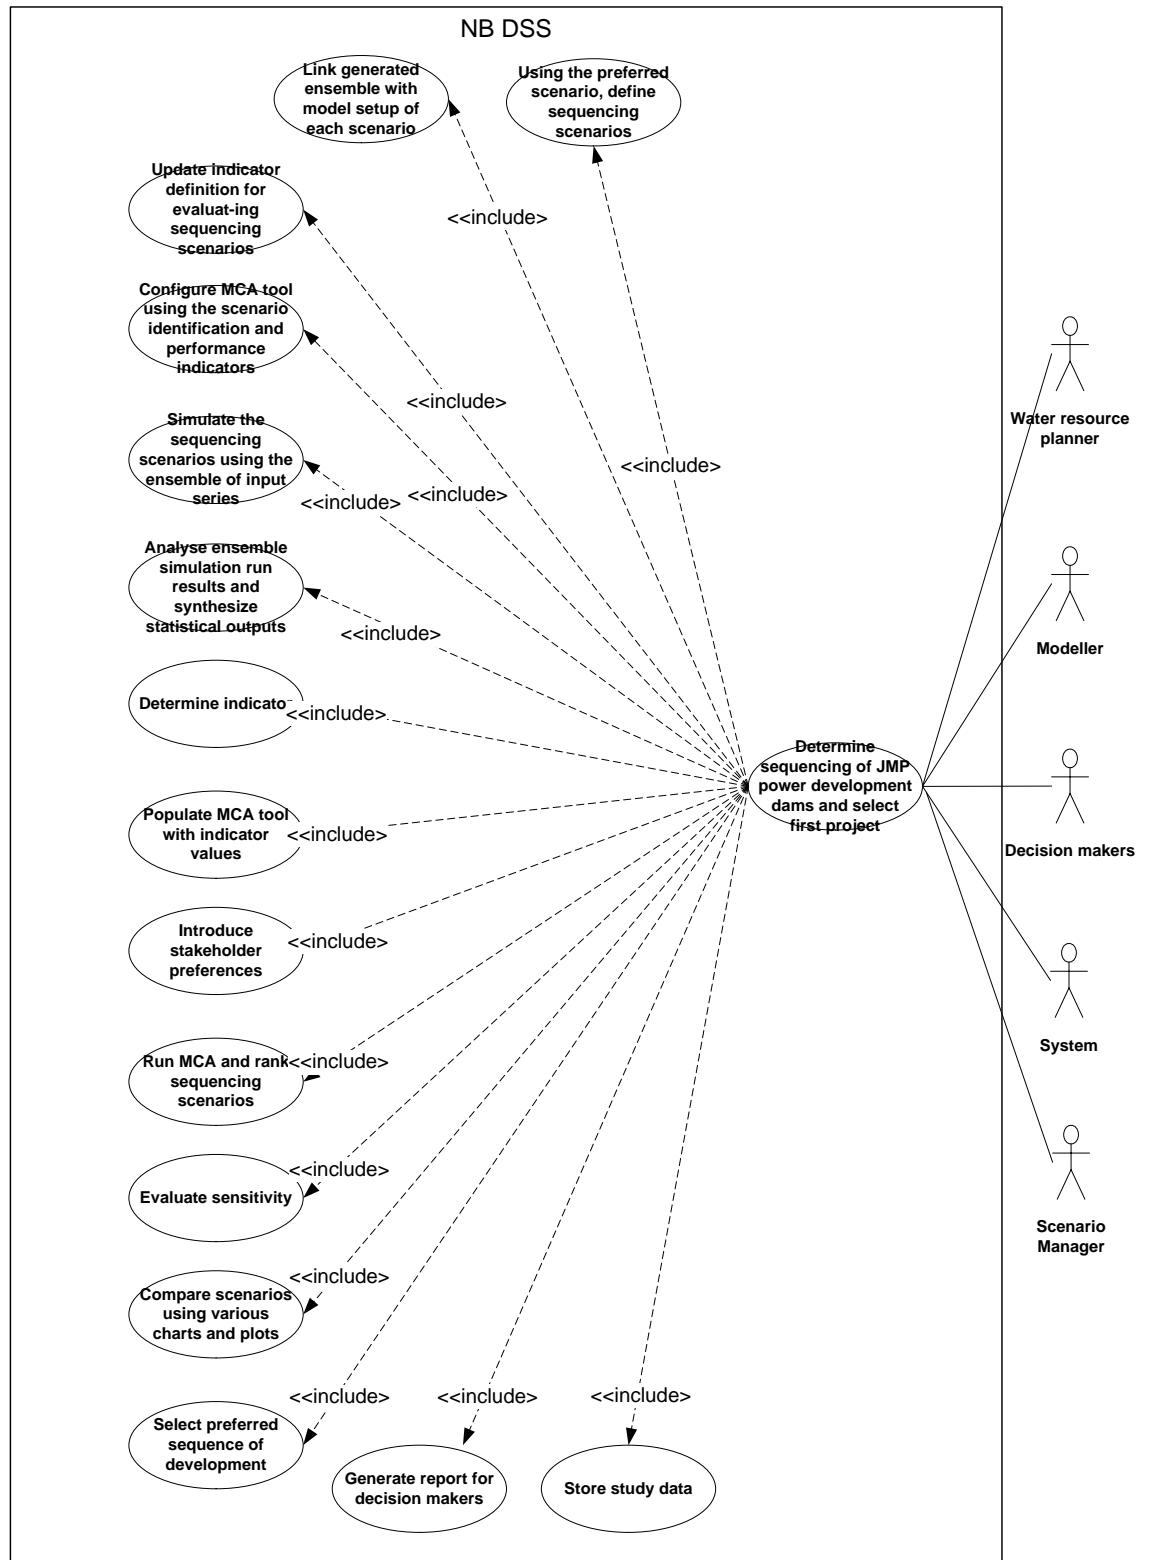 NB DSS
Link generated
ensemble with
model setup of
each scenario
Using the preferred
scenario, define
sequencing
scenarios
Update indicator
definition for
evaluat-ing
sequencing
scenarios
<<include>
Configure MCA tool
using the scenario
identification and
performance
indicators
<<include>
Simulate the
sequencing
scenarios using the
ensemble of input
series
<<include>
<<include>
<<include>
Analyse ensemble
simulation run
results and
synthesize
statistical outputs
<<include>
Determine indicato
<<include>
Populate MCA tool
with indicator
values
<<include>
Introduce
stakeholder
preferences
<<include>
Run MCA and rank
sequencing
scenarios
<<include>
Evaluate sensitivity
<<include>
Compare scenarios
using various
charts and plots
<<include>
Select preferred
sequence of
development
<<include>
Generate report for
decision makers
<<include>
Store study data
<<include>
Determine
sequencing of JMP
power development
dams and select
first project
Water resource
planner
Modeller
Decision makers
System
Scenario
Manager